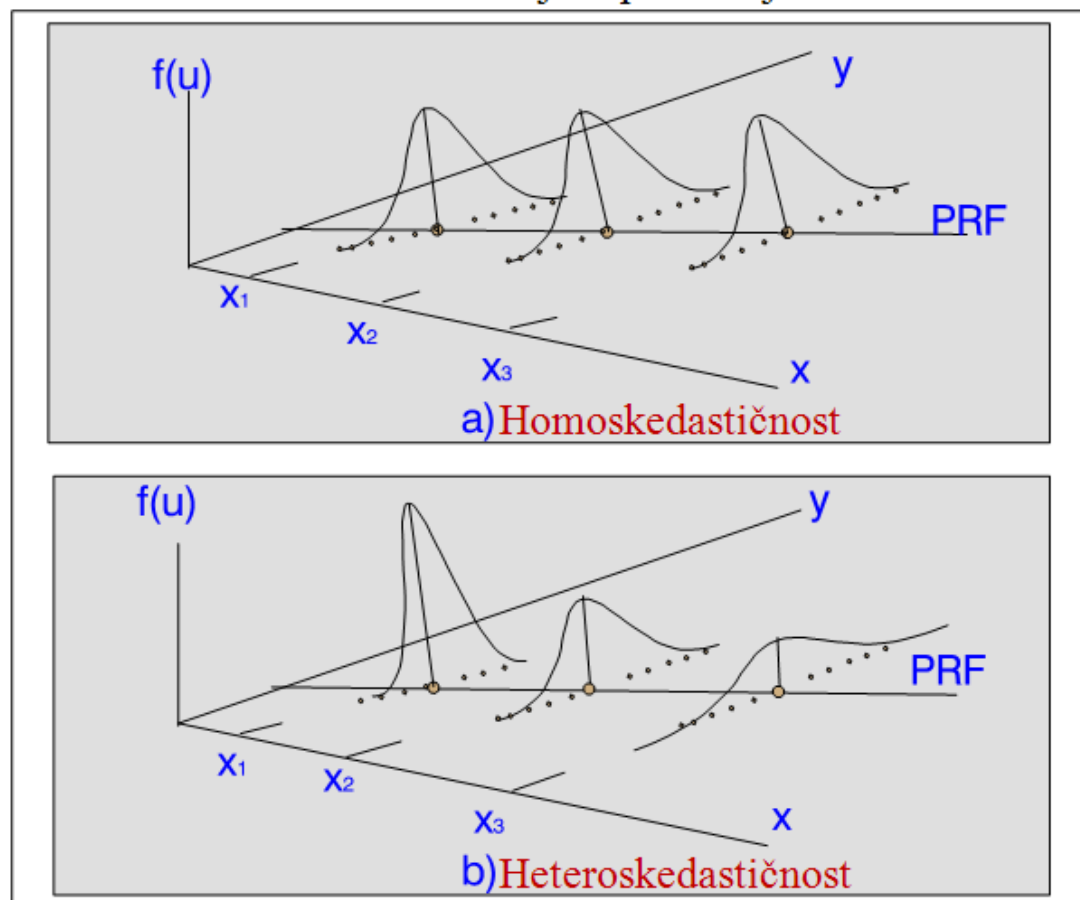 f(u)
y
PRF
x1
x2
x3
x
a)Homoskedastičnost
f(u)
y
PRF
x1
x2
x3
x
b)Heteroskedastičnost